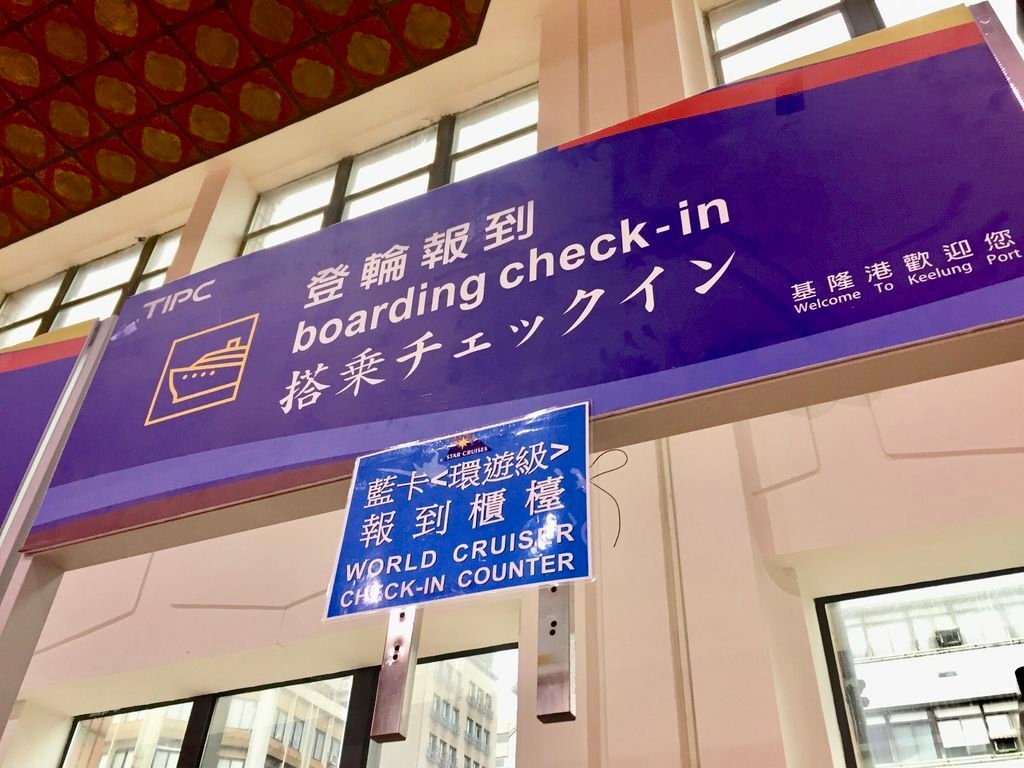 TIPC
登輪報到
boarding check-in
搭乗チェックイン
基隆港歡迎您
Welcome To Keelung Port
STAR CRUISES
藍卡<環遊級>
報到櫃檯
WORLD CRUISER
CHECK-IN COUNTER